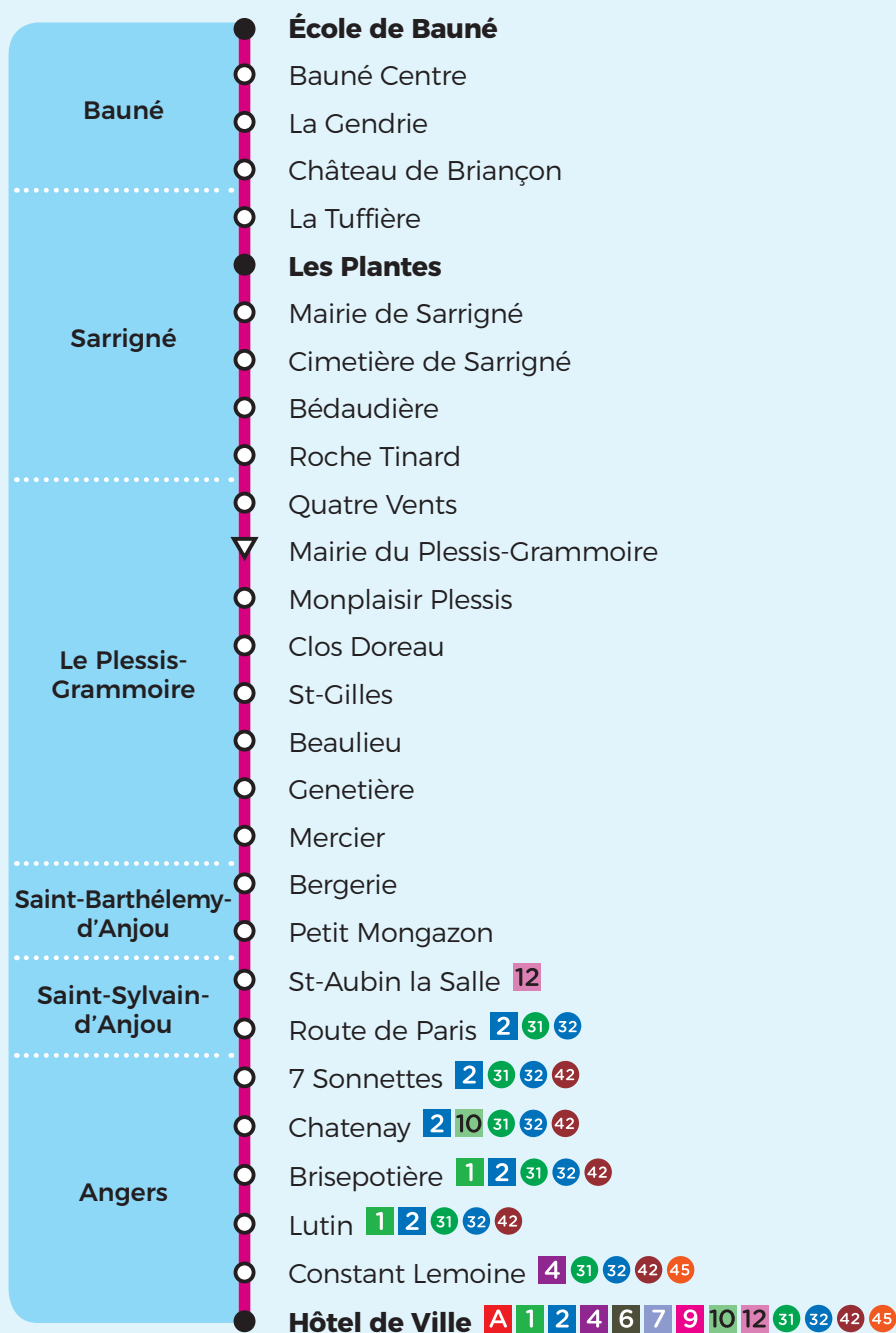 Bauné
École de Bauné
Bauné Centre
La Gendrie
Château de Briançon
Sarrigné
La Tuffière
Les Plantes
Mairie de Sarrigné
Cimetière de Sarrigné
Bédaudière
Roche Tinard
Le Plessis-
Grammoire
Quatre Vents
Mairie du Plessis-Grammoire
Monplaisir Plessis
Clos Doreau
St-Gilles
Beaulieu
Genetière
Mercier
Saint-Barthélemy-
d'Anjou
Bergerie
Petit Mongazon
Saint-Sylvain-
d'Anjou
St-Aubin la Salle 12
Route de Paris 2 31 32
Angers
7 Sonnettes 2 31 32 42
Chatenay 2 10 31 32 42
Brisepotière 1 2 31 32 42
Lutin 1 2 31 32 42
Constant Lemoine 4 31 32 42 45
Hôtel de Ville A 1 2 4 6 7 9 10 12 31 32 42 45